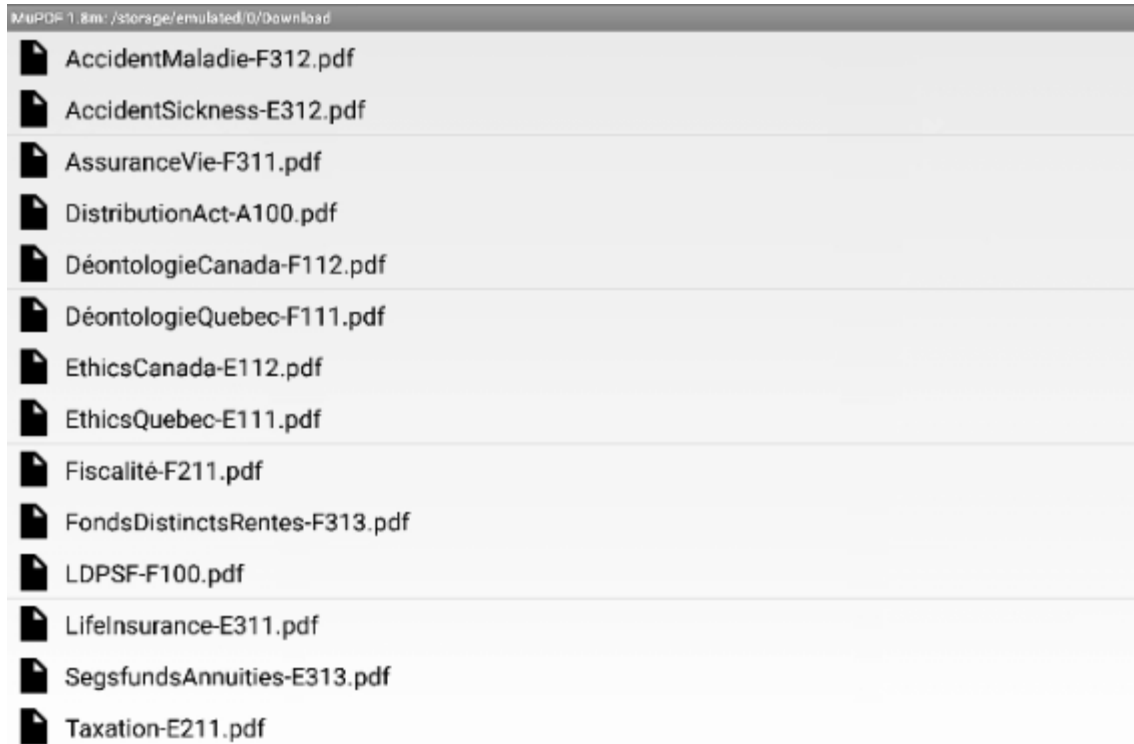 MuPDF 1.8m: /storage/emulated/0/Download
AccidentMaladie-F312.pdf
AccidentSickness-E312.pdf
AssuranceVie-F311.pdf
DistributionAct-A100.pdf
DéontologieCanada-F112.pdf
DéontologieQuebec-F111.pdf
EthicsCanada-E112.pdf
EthicsQuebec-E111.pdf
Fiscalité-F211.pdf
FondsDistinctsRentes-F313.pdf
LDPSF-F100.pdf
LifeInsurance-E311.pdf
SegsfundsAnnuities-E313.pdf
Taxation-E211.pdf